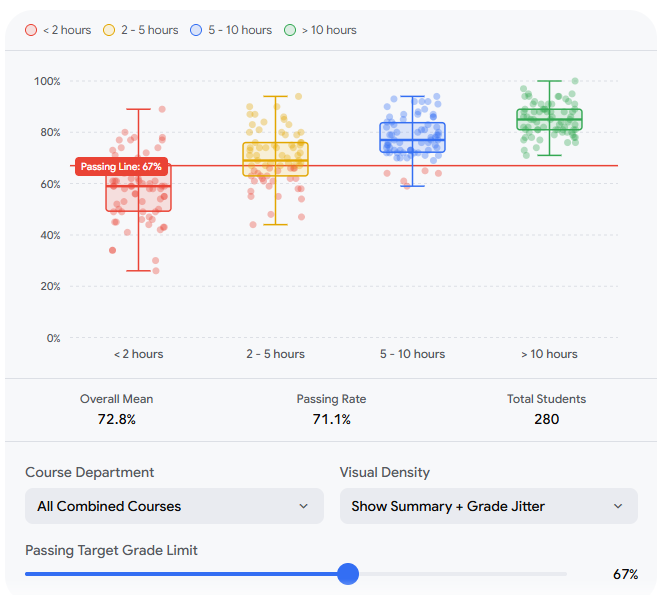 < 2 hours 2 - 5 hours 5 - 10 hours > 10 hours
100%
80%
Passing Line: 67%
60%
40%
20%
0%
< 2 hours 2 - 5 hours 5 - 10 hours > 10 hours
Overall Mean Passing Rate Total Students
72.8% 71.1% 280
Course Department Visual Density
All Combined Courses Show Summary + Grade Jitter
Passing Target Grade Limit
67%